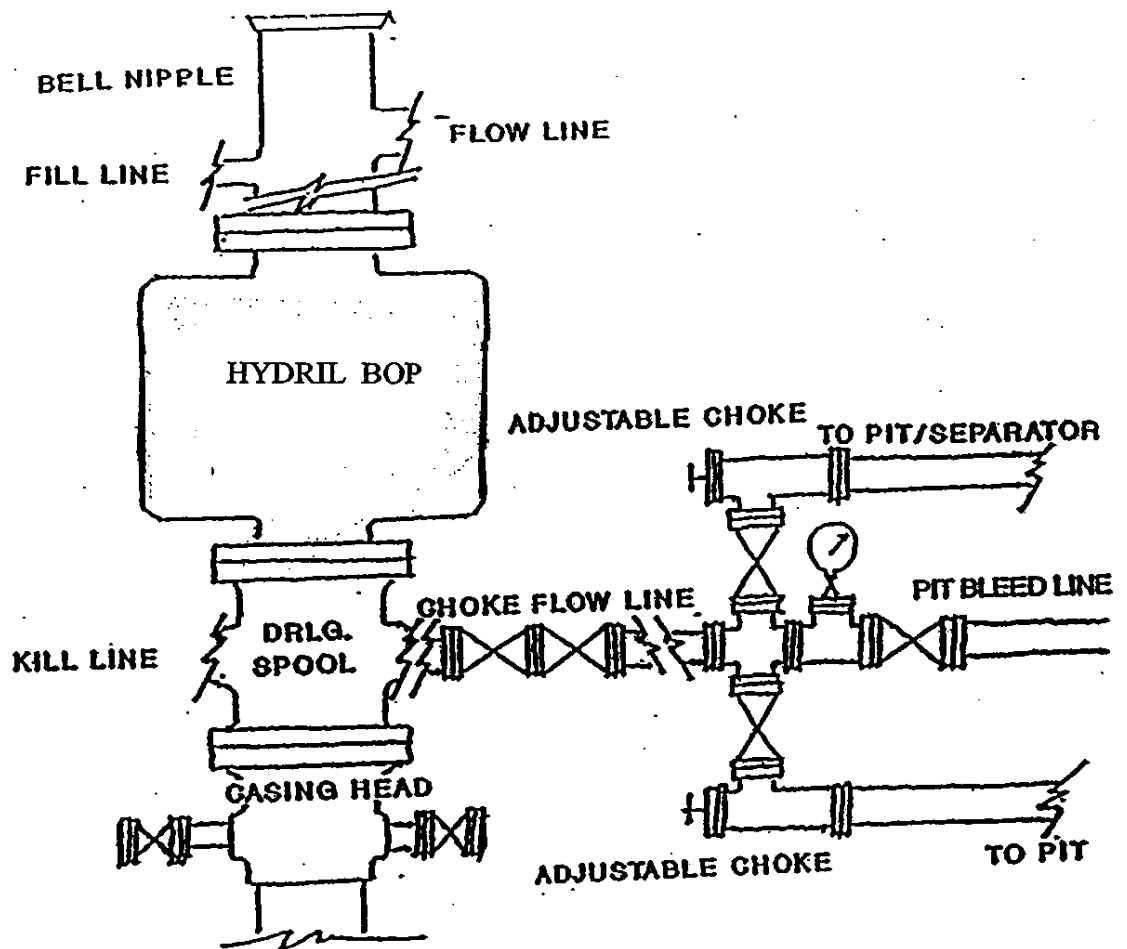 BELL NIPPLE
FLOW LINE
FILL LINE
HYDRIL BOP
ADJUSTABLE CHOKE
TO PIT/SEPARATOR
CHOKE FLOW LINE
PIT BLEED LINE
KILL LINE
DRLG.
SPOOL
CASING HEAD
ADJUSTABLE CHOKE
TO PIT